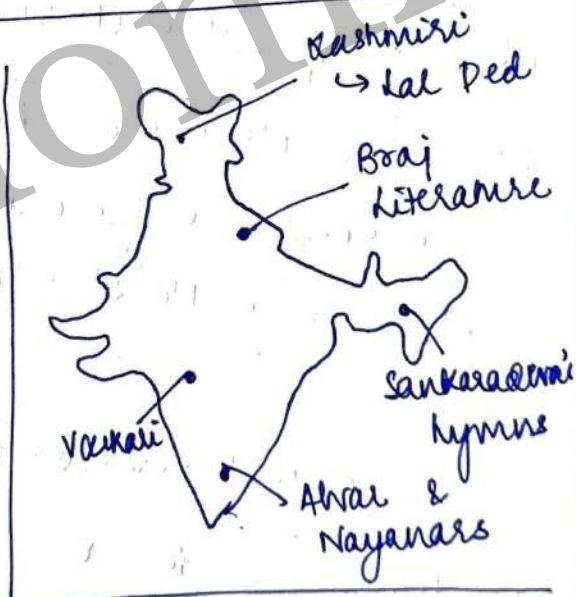 Kashmiri
↳ Lal Ded
Braj
Literature
Sankaradeva's
hymns
Varkari
Alvar &
Nayanars